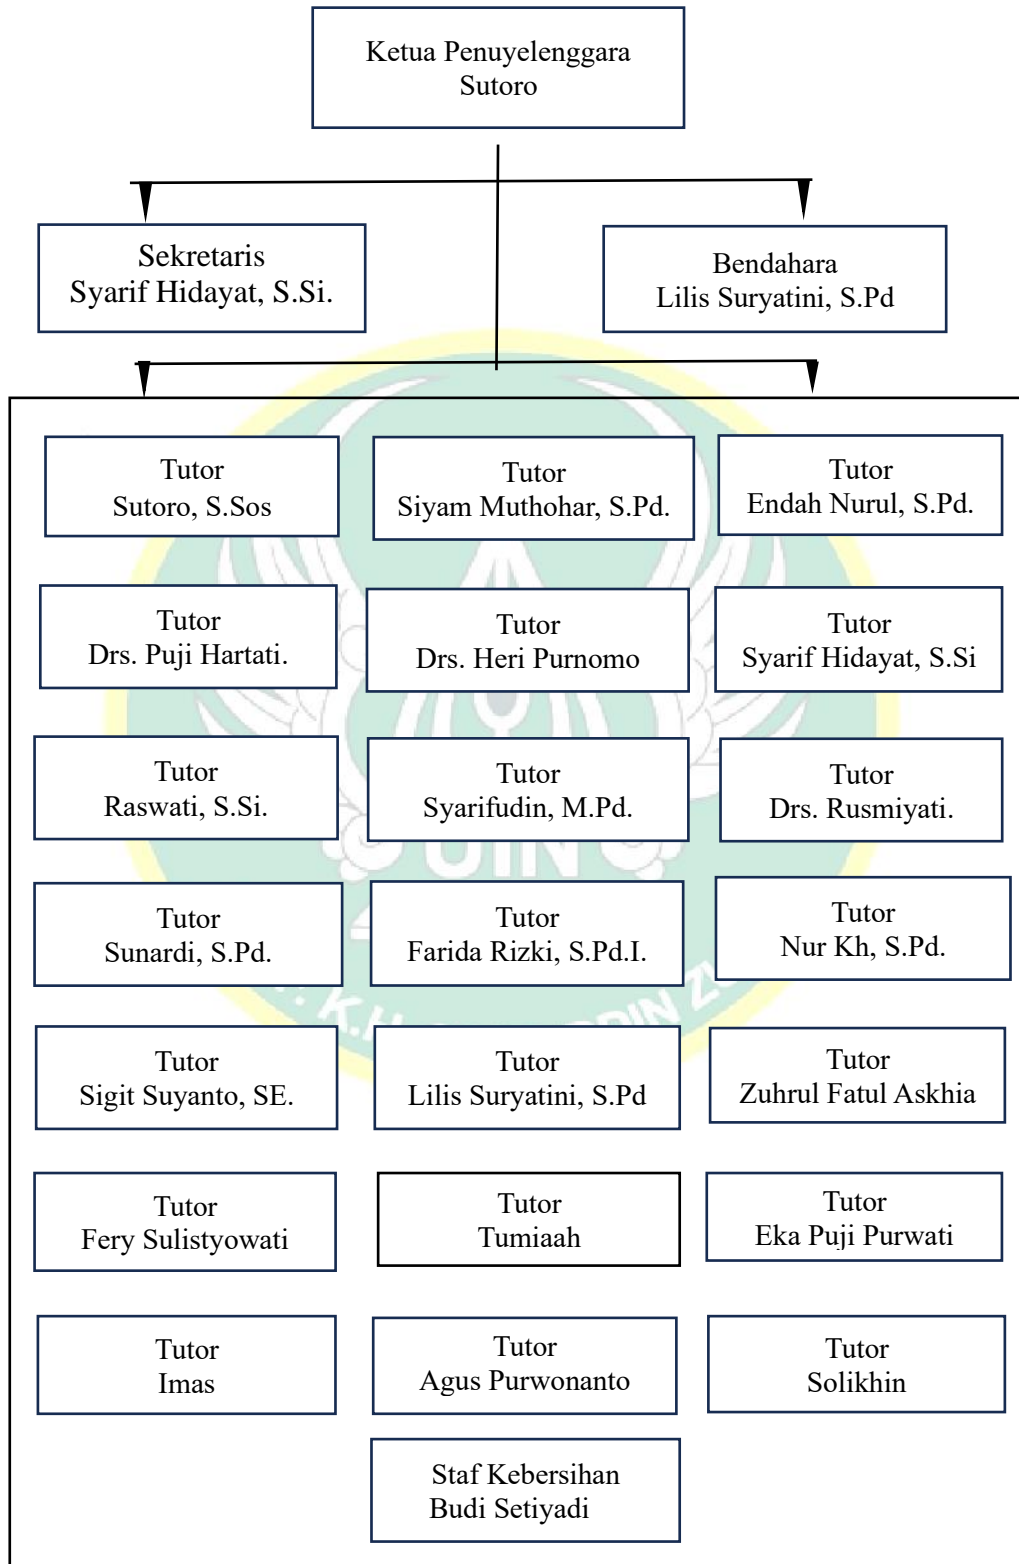 Ketua Penuyelenggara
Sutoro
Sekretaris
Syarif Hidayat, S.Si.
Bendahara
Lilis Suryatini, S.Pd
Tutor
Sutoro, S.Sos
Tutor
Siyam Muthohar, S.Pd.
Tutor
Endah Nurul, S.Pd.
Tutor
Drs. Puji Hartati.
Tutor
Drs. Heri Purnomo
Tutor
Syarif Hidayat, S.Si
Tutor
Raswati, S.Si.
Tutor
Syarifudin, M.Pd.
Tutor
Drs. Rusmiyati.
UIN
Tutor
Sunardi, S.Pd.
Tutor
Farida Rizki, S.Pd.I.
Tutor
Nur Kh, S.Pd.
K.H.
Tutor
Sigit Suyanto, SE.
Tutor
Lilis Suryatini, S.Pd
Tutor
Zuhrul Fatul Askhia
Tutor
Fery Sulistyowati
Tutor
Tumiaah
Tutor
Eka Puji Purwati
Tutor
Imas
Tutor
Agus Purwonanto
Tutor
Solikhin
Staf Kebersihan
Budi Setiyadi